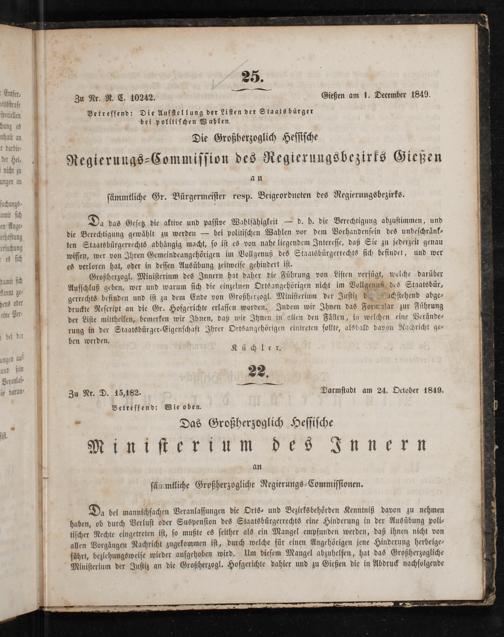 25.
Zu Nr. R. C. 10242. Gießen am 1. December 1849.
Betreffend: Die Aufstellung der Listen der Staatsbürger
bei politischen Wahlen
Die Großherzoglich Hessische
Regierungs-Commission des Regierungsbezirks Gießen
an
sämmtliche Gr. Bürgermeister resp. Beigeordneten des Regierungsbezirks.
Da das Gesetz die aktive und passive Wahlfähigkeit — d. h. die Berechtigung abzustimmen, und
die Berechtigung gewählt zu werden — bei politischen Wahlen vor dem Vorhandensein des unbeschränk-
ten Staatsbürgerrechts abhängig macht, so ist es von nahe liegendem Interesse, daß Sie zu jederzeit genau
wissen, wer von Ihren Gemeindeangehörigen im Vollgenuß des Staatsbürgerrechts sich befindet, und wer
es verloren hat, oder in dessen Ausübung zeitweise gehindert ist.
Großherzogl. Ministerium des Innern hat daher die Führung von Listen verfügt, welche darüber
Aufschluß geben, wer und warum sich die einzelnen Ortsangehörigen nicht im Vollgenuß des Staatsbür-
gerrechts befinden und ist zu dem Ende von Großherzogl. Ministerium der Justiz das nachstehend abge-
druckte Rescript an die Gr. Hofgerichte erlassen worden. Indem wir Ihnen das Formular zur Führung
der Liste mittheilen, bemerken wir Ihnen, daß wir Ihnen in allen den Fällen, in welchen eine Verände-
rung in der Staatsbürger-Eigenschaft Ihrer Ortsangehörigen eintreten sollte, alsbald davon Nachricht ge-
ben werden.
Küchler.
22.
Zu Nr. D. 15,182. Darmstadt am 24. October 1849.
Betreffend: Wie oben.
Das Großherzoglich Hessische
Ministerium des Innern
an
sämmtliche Großherzogliche Regierungs-Commissionen.
Da bei mannichfachen Veranlassungen die Orts- und Bezirksbehörden Kenntniß davon zu nehmen
haben, ob durch Verlust oder Suspension des Staatsbürgerrechts eine Hinderung in der Ausübung poli-
tischer Rechte eingetreten ist, so mußte es seither als ein Mangel empfunden werden, daß ihnen nicht von
allen Vorgängen Nachricht zugekommen ist, durch welche für einen Angehörigen jene Hinderung herbeige-
führt, beziehungsweise wieder aufgehoben wird. Um diesem Mangel abzuhelfen, hat das Großherzogliche
Ministerium der Justiz an die Großherzogl. Hofgerichte dahier und zu Gießen die in Abdruck nachfolgende